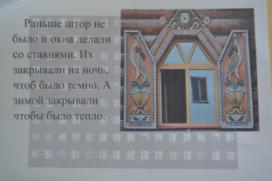 Раньше штор не
было и окна делали
со ставнями. Их
закрывали на ночь,
чтоб было темно. А
зимой закрывали
чтобы было тепло.